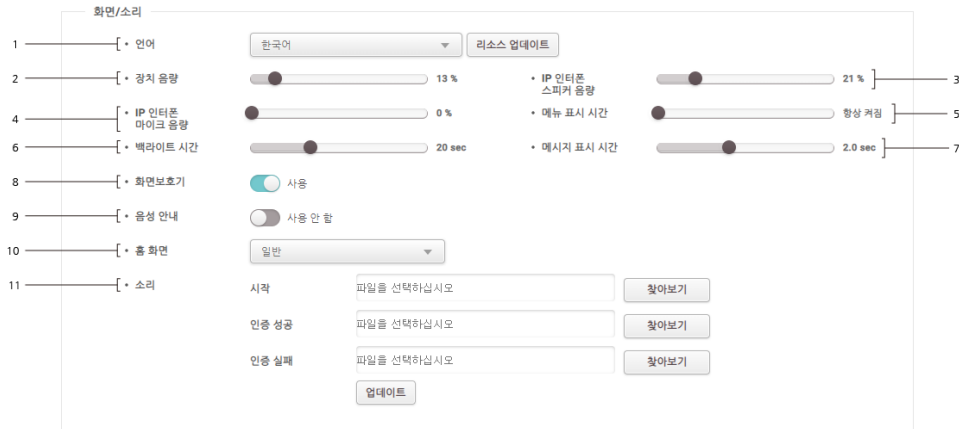 화면/소리
1 • 언어 한국어 리소스 업데이트
2 • 장치 음량 13 % • IP 인터폰 스피커 음량 21 % 3
4 • IP 인터폰 마이크 음량 0 % • 메뉴 표시 시간 항상 켜짐 5
6 • 백라이트 시간 20 sec • 메시지 표시 시간 2.0 sec 7
8 • 화면보호기 사용
9 • 음성 안내 사용 안 함
10 • 홈 화면 일반
11 • 소리 시작 파일을 선택하십시오 찾아보기
인증 성공 파일을 선택하십시오 찾아보기
인증 실패 파일을 선택하십시오 찾아보기
업데이트